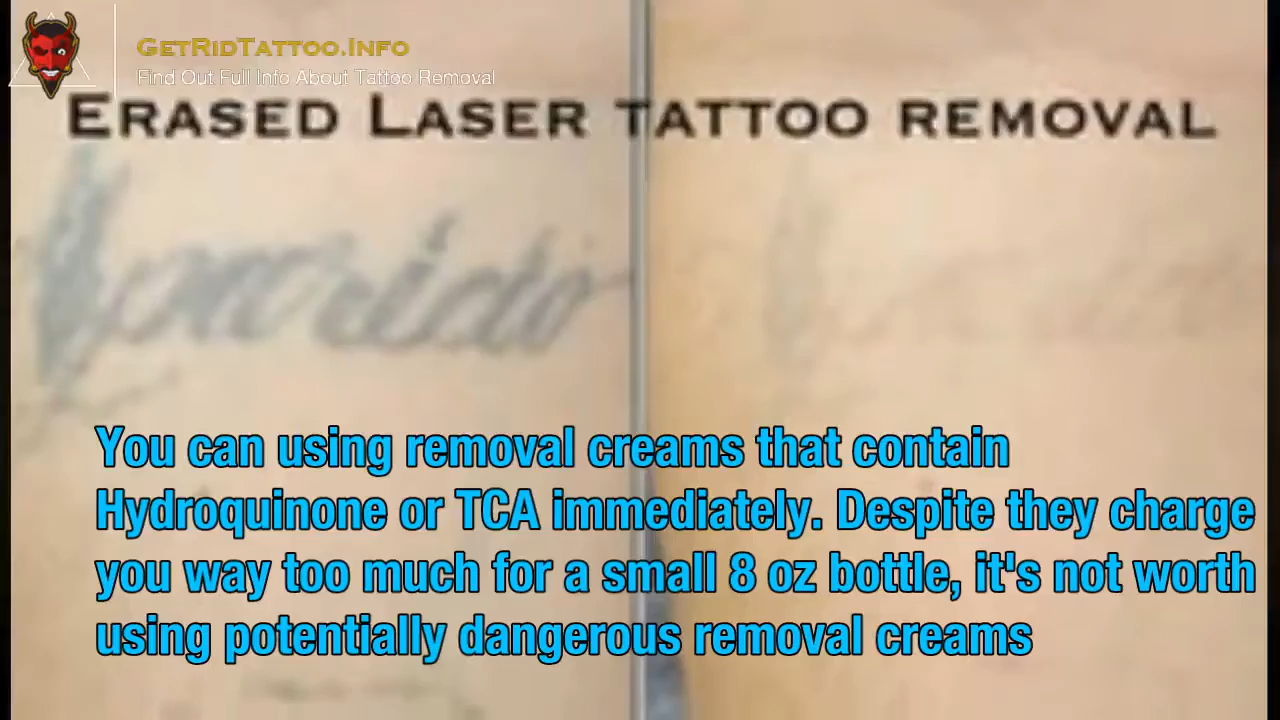 GetRidTattoo.Info
Find Out Full Info About Tattoo Removal
Erased Laser tattoo removal
You can using removal creams that contain
Hydroquinone or TCA immediately. Despite they charge
you way too much for a small 8 oz bottle, it's not worth
using potentially dangerous removal creams